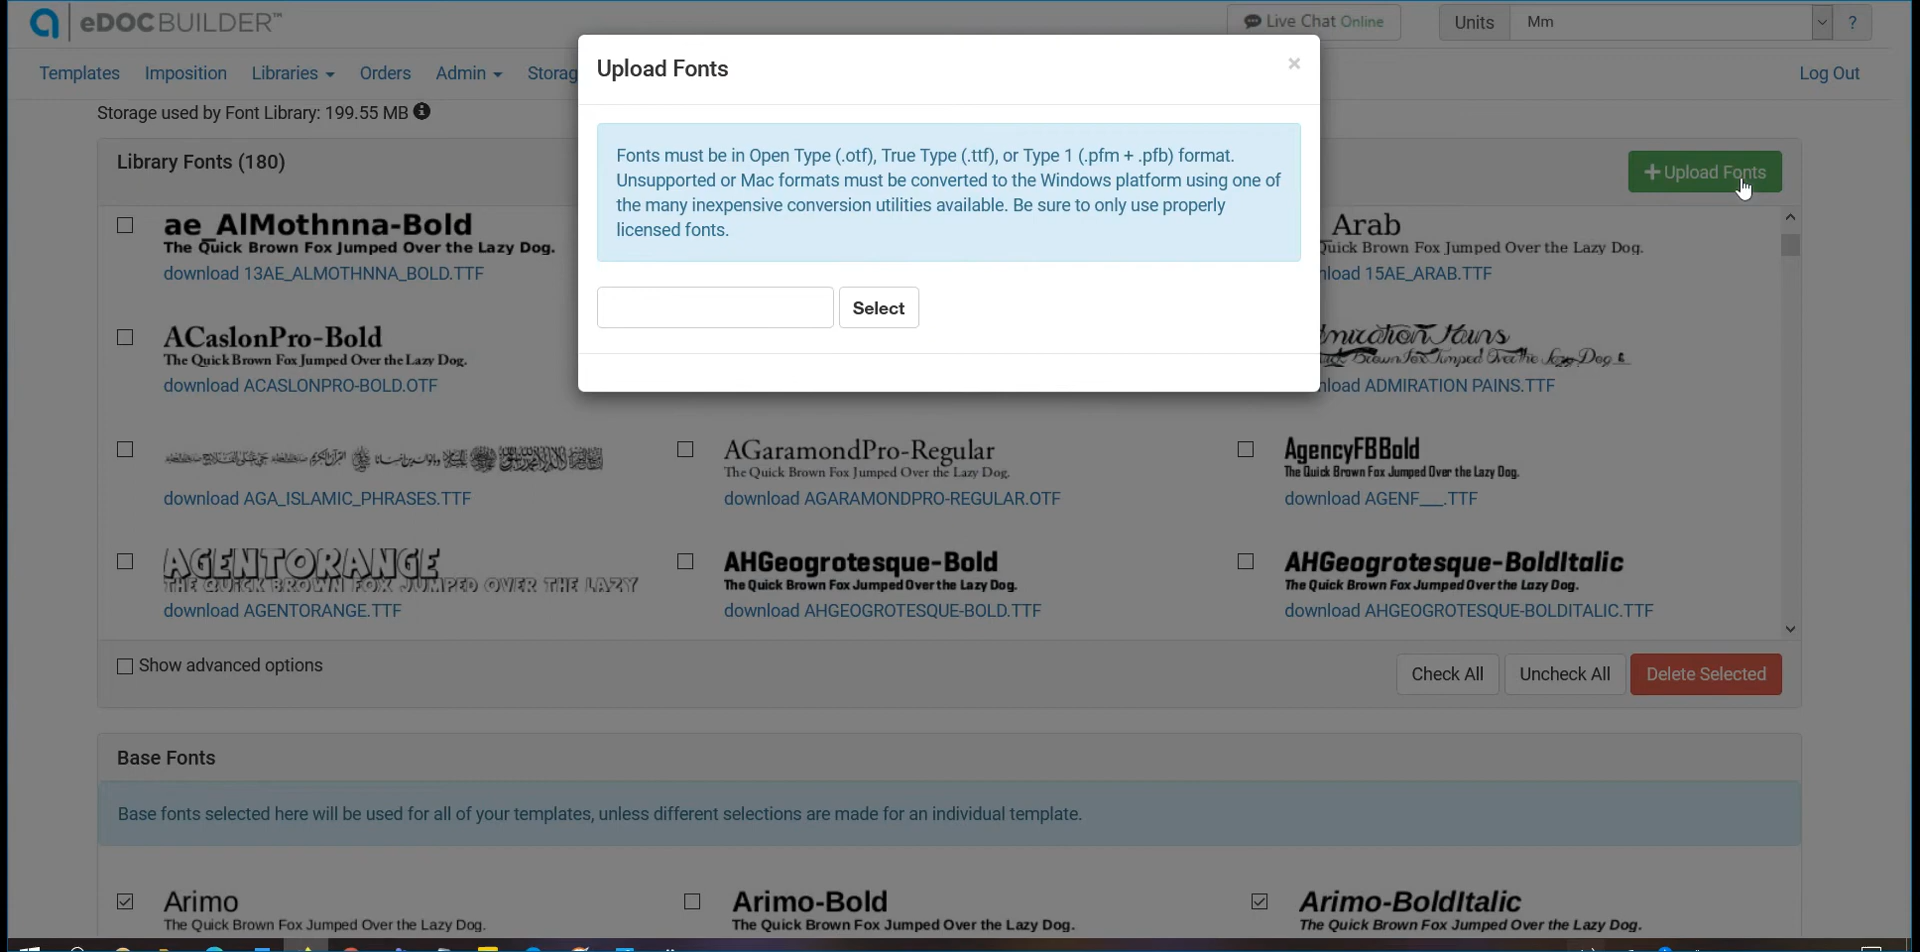 eDOCBUILDER™
Live Chat Online
Units
Mm
?
Templates
Imposition
Libraries
Orders
Admin
Storag
Log Out
Upload Fonts
×
Fonts must be in Open Type (.otf), True Type (.ttf), or Type 1 (.pfm + .pfb) format.
Unsupported or Mac formats must be converted to the Windows platform using one of
the many inexpensive conversion utilities available. Be sure to only use properly
licensed fonts.
Select
Storage used by Font Library: 199.55 MB
Library Fonts (180)
Upload Fonts
ae_AlMothnna-Bold
The Quick Brown Fox Jumped Over the Lazy Dog.
download 13AE_ALMOTHNNA_BOLD.TTF
_Arab
Quick Brown Fox Jumped Over the Lazy Dog.
nload 15AE_ARAB.TTF
ACaslonPro-Bold
The Quick Brown Fox Jumped Over the Lazy Dog.
download ACASLONPRO-BOLD.OTF
nload ADMIRATION PAINS.TTF
download AGA_ISLAMIC_PHRASES.TTF
AGaramondPro-Regular
The Quick Brown Fox Jumped Over the Lazy Dog.
download AGARAMONDPRO-REGULAR.OTF
AgencyFBBold
The Quick Brown Fox Jumped Over the Lazy Dog.
download AGENF___.TTF
AGENTORANGE
THE QUICK BROWN FOX JUMPED OVER THE LAZY
download AGENTORANGE.TTF
AHGeogrotesque-Bold
The Quick Brown Fox Jumped Over the Lazy Dog.
download AHGEOGROTESQUE-BOLD.TTF
AHGeogrotesque-BoldItalic
The Quick Brown Fox Jumped Over the Lazy Dog.
download AHGEOGROTESQUE-BOLDITALIC.TTF
Show advanced options
Check All
Uncheck All
Delete Selected
Base Fonts
Base fonts selected here will be used for all of your templates, unless different selections are made for an individual template.
Arimo
The Quick Brown Fox Jumped Over the Lazy Dog.
Arimo-Bold
The Quick Brown Fox Jumped Over the Lazy Dog.
Arimo-BoldItalic
The Quick Brown Fox Jumped Over the Lazy Dog.